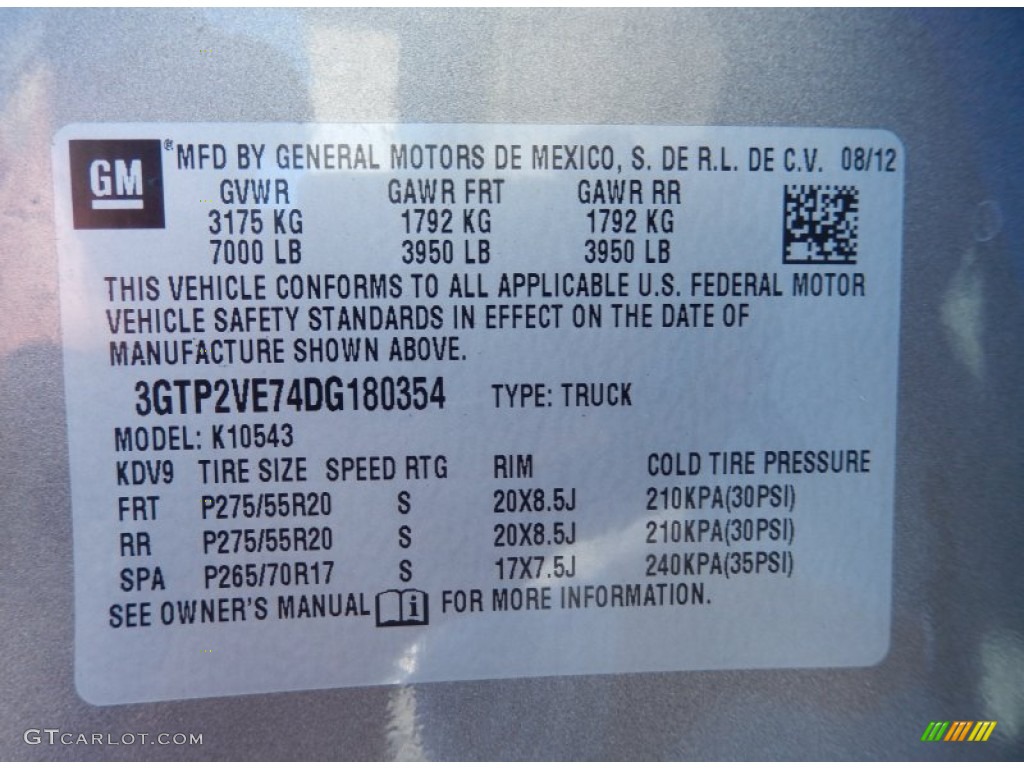 GM® MFD BY GENERAL MOTORS DE MEXICO, S. DE R.L. DE C.V. 08/12
GVWR GAWR FRT GAWR RR
3175 KG 1792 KG 1792 KG
7000 LB 3950 LB 3950 LB
THIS VEHICLE CONFORMS TO ALL APPLICABLE U.S. FEDERAL MOTOR
VEHICLE SAFETY STANDARDS IN EFFECT ON THE DATE OF
MANUFACTURE SHOWN ABOVE.
3GTP2VE74DG180354 TYPE: TRUCK
MODEL: K10543
KDV9 TIRE SIZE SPEED RTG RIM COLD TIRE PRESSURE
FRT P275/55R20 S 20X8.5J 210KPA(30PSI)
RR P275/55R20 S 20X8.5J 210KPA(30PSI)
SPA P265/70R17 S 17X7.5J 240KPA(35PSI)
SEE OWNER'S MANUAL i FOR MORE INFORMATION.
GTCARLOT.COM